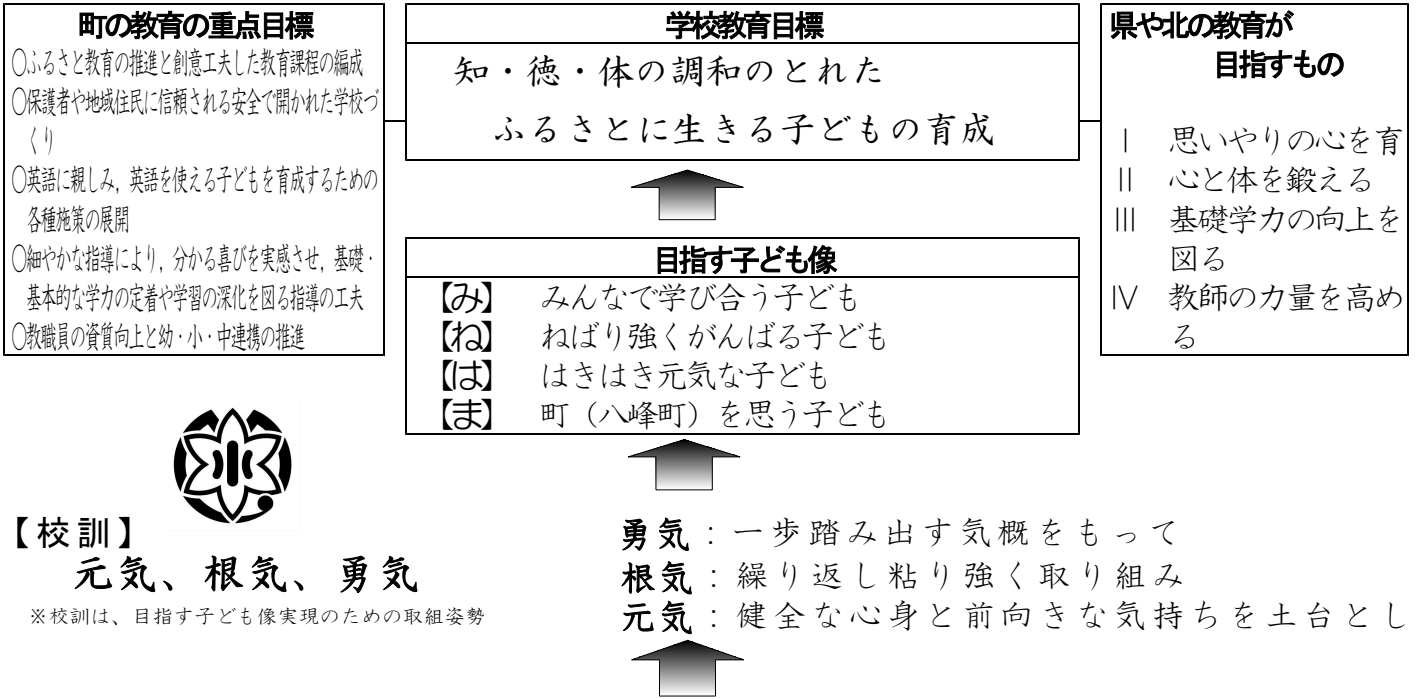 町の教育の重点目標
○ふるさと教育の推進と創意工夫した教育課程の編成
○保護者や地域住民に信頼される安全で開かれた学校づ
くり
○英語に親しみ，英語を使える子どもを育成するための
各種施策の展開
○細やかな指導により，分かる喜びを実感させ，基礎・
基本的な学力の定着や学習の深化を図る指導の工夫
○教職員の資質向上と幼・小・中連携の推進
学校教育目標
知・徳・体の調和のとれた
ふるさとに生きる子どもの育成
県や北の教育が
目指すもの
Ⅰ　思いやりの心を育
Ⅱ　心と体を鍛える
Ⅲ　基礎学力の向上を
図る
Ⅳ　教師の力量を高め
る
目指す子ども像
【み】　みんなで学び合う子ども
【ね】　ねばり強くがんばる子ども
【は】　はきはき元気な子ども
【ま】　町（八峰町）を思う子ども
【校訓】
元気、根気、勇気
※校訓は、目指す子ども像実現のための取組姿勢
勇気：一歩踏み出す気概をもって
根気：繰り返し粘り強く取り組み
元気：健全な心身と前向きな気持ちを土台とし